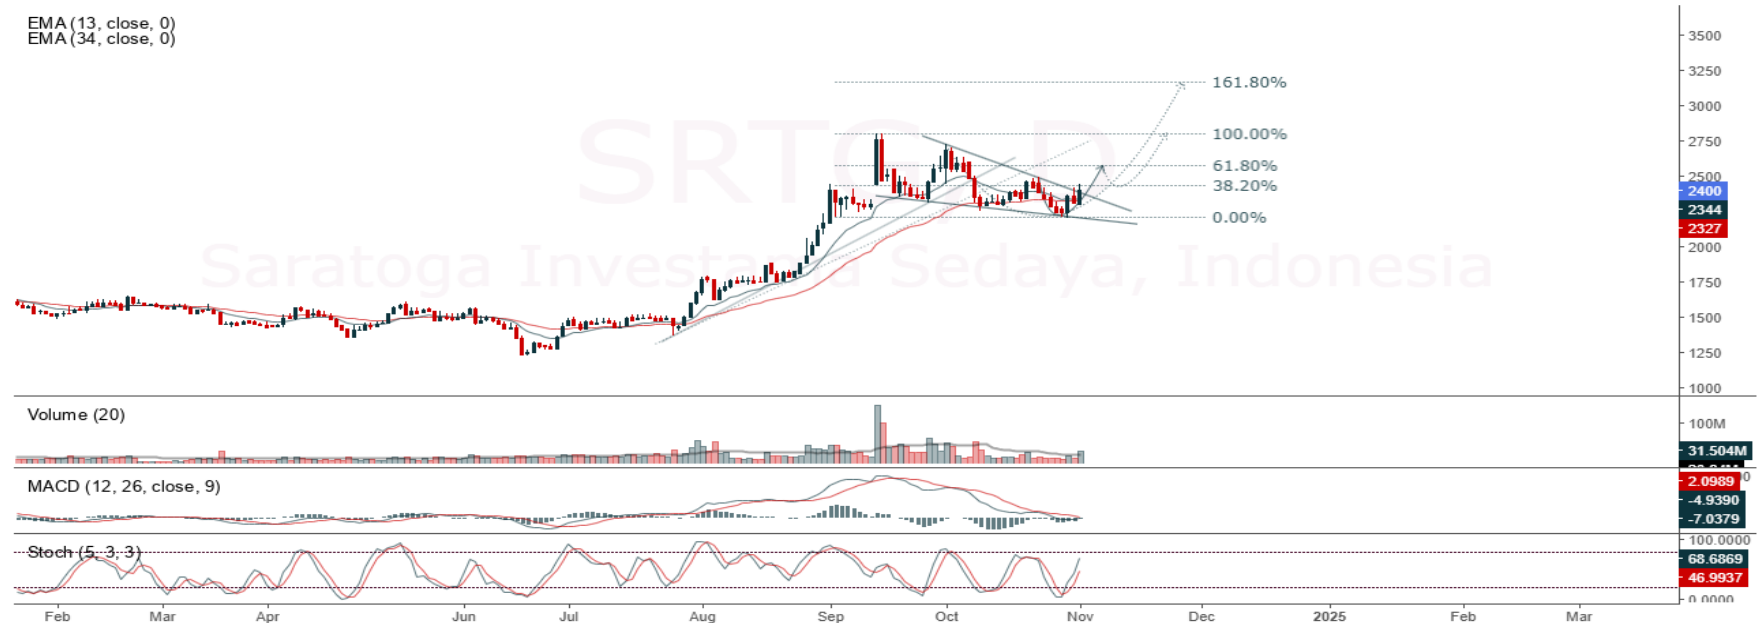 EMA (13, close, 0)
EMA (34, close, 0)
SRTG, D
Saratoga Investama Sedaya, Indonesia
161.80%
100.00%
61.80%
38.20%
0.00%
3500
3250
3000
2750
2500
2400
2344
2327
2000
1750
1500
1250
1000
Volume (20)
100M
31.504M
MACD (12, 26, close, 9)
2.0989
-4.9390
-7.0379
Stoch (5, 3, 3)
100.0000
68.6869
46.9937
0.0000
Feb Mar Apr Jun Jul Aug Sep Oct Nov Dec 2025 Feb Mar